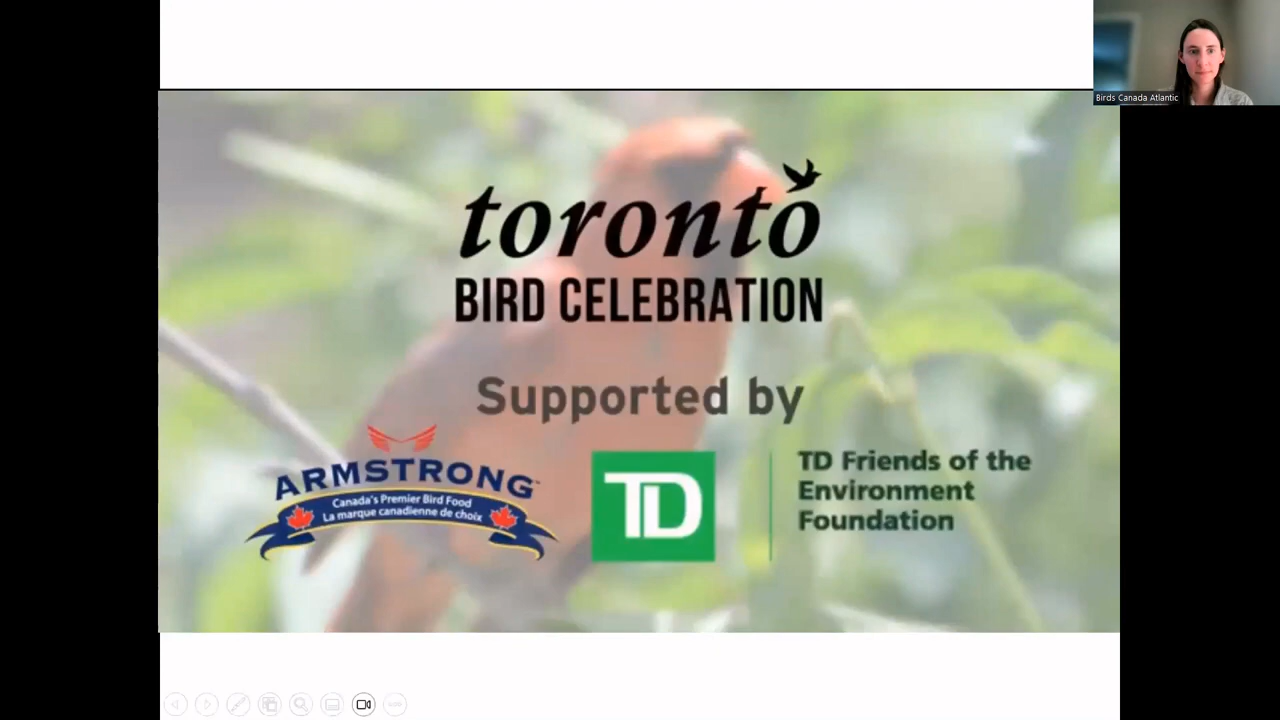 Birds Canada Atlantic
toronto
BIRD CELEBRATION
Supported by
ARMSTRONG™
Canada's Premier Bird Food
La marque canadienne de choix
TD
TD Friends of the
Environment
Foundation